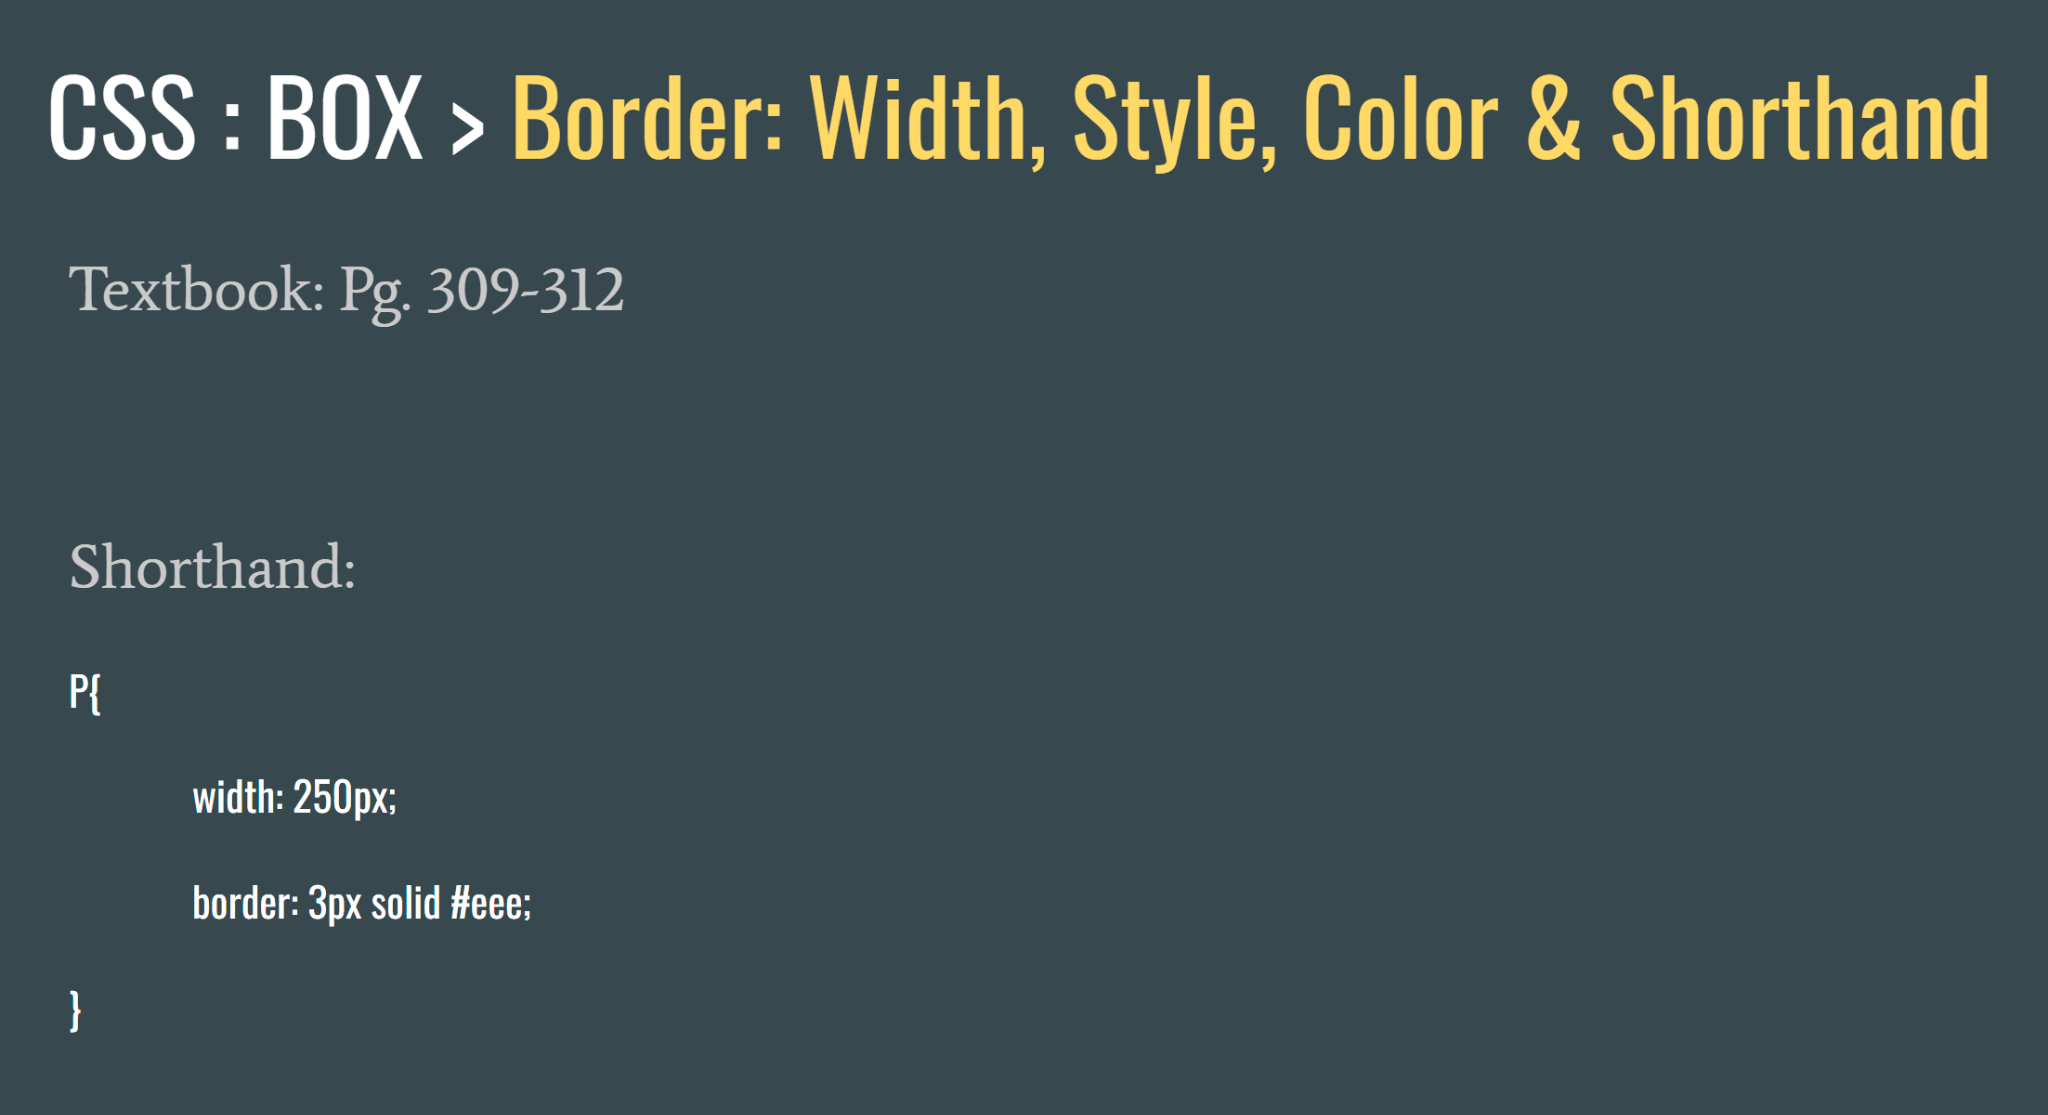 CSS : BOX > Border: Width, Style, Color & Shorthand
Textbook: Pg. 309-312
Shorthand:
P{
width: 250px;
border: 3px solid #eee;
}